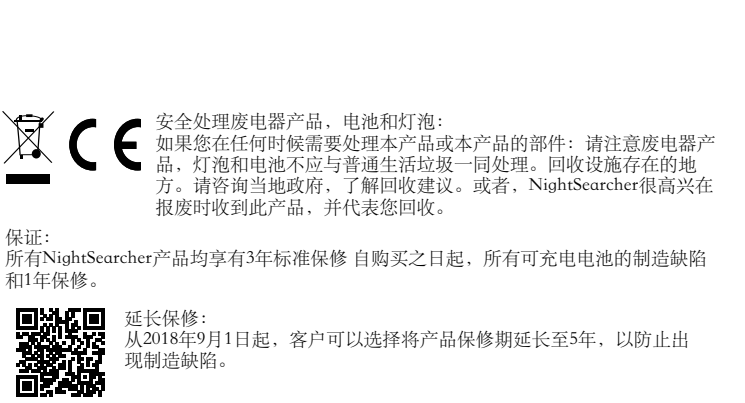 CE
安全处理废电器产品，电池和灯泡：
如果您在任何时候需要处理本产品或本产品的部件：请注意废电器产
品，灯泡和电池不应与普通生活垃圾一同处理。回收设施存在的地
方。请咨询当地政府，了解回收建议。或者，NightSearcher很高兴在
报废时收到此产品，并代表您回收。
保证：
所有NightSearcher产品均享有3年标准保修 自购买之日起，所有可充电电池的制造缺陷
和1年保修。
延长保修：
从2018年9月1日起，客户可以选择将产品保修期延长至5年，以防止出
现制造缺陷。